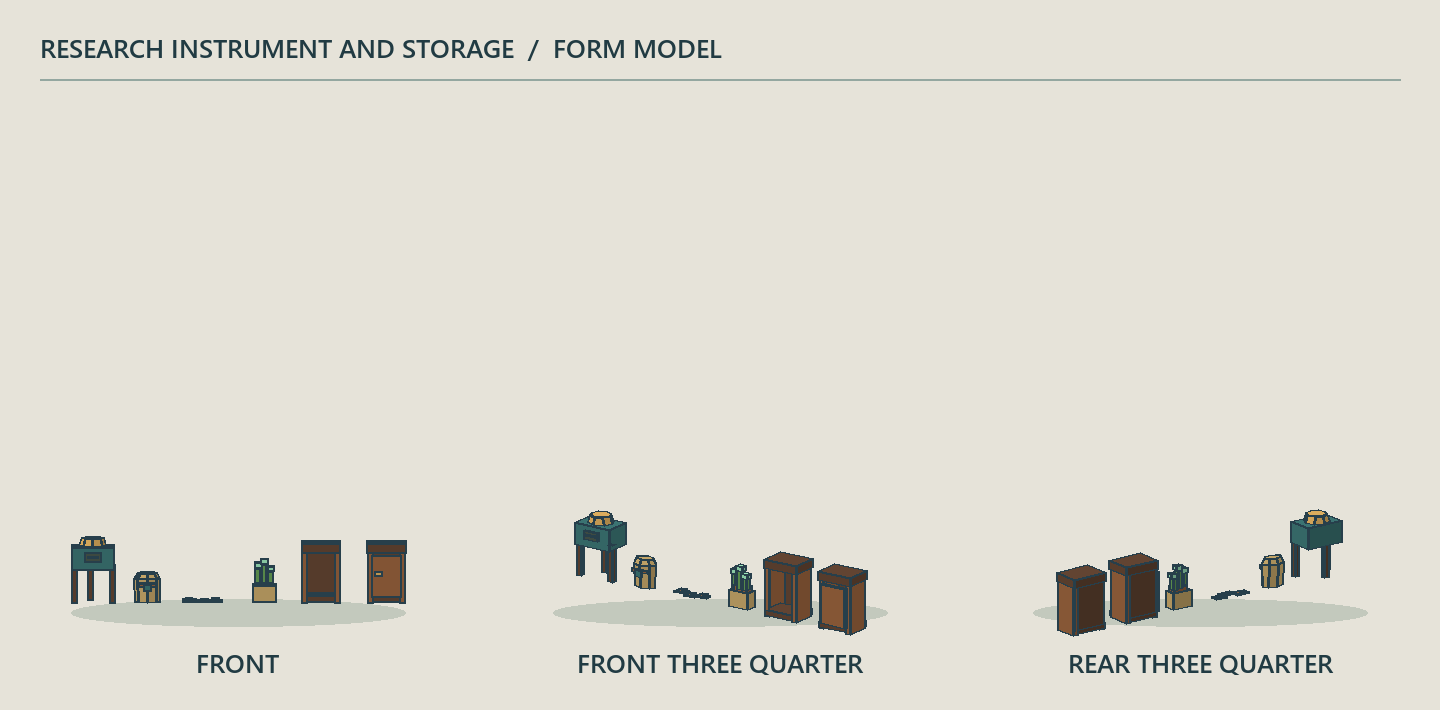 RESEARCH INSTRUMENT AND STORAGE / FORM MODEL
FRONT
FRONT THREE QUARTER
REAR THREE QUARTER